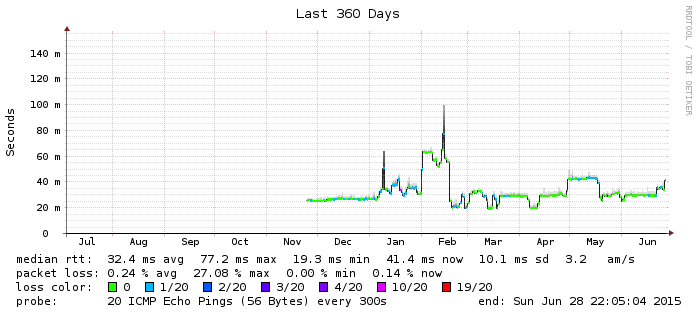 Last 360 Days
RRDTOOL / TOBI OETIKER
Seconds
140 m
120 m
100 m
80 m
60 m
40 m
20 m
0
Jul Aug Sep Oct Nov Dec Jan Feb Mar Apr May Jun
median rtt: 32.4 ms avg 77.2 ms max 19.3 ms min 41.4 ms now 10.1 ms sd 3.2 am/s
packet loss: 0.24 % avg 27.08 % max 0.00 % min 0.14 % now
loss color: 0 1/20 2/20 3/20 4/20 10/20 19/20
probe: 20 ICMP Echo Pings (56 Bytes) every 300s end: Sun Jun 28 22:05:04 2015